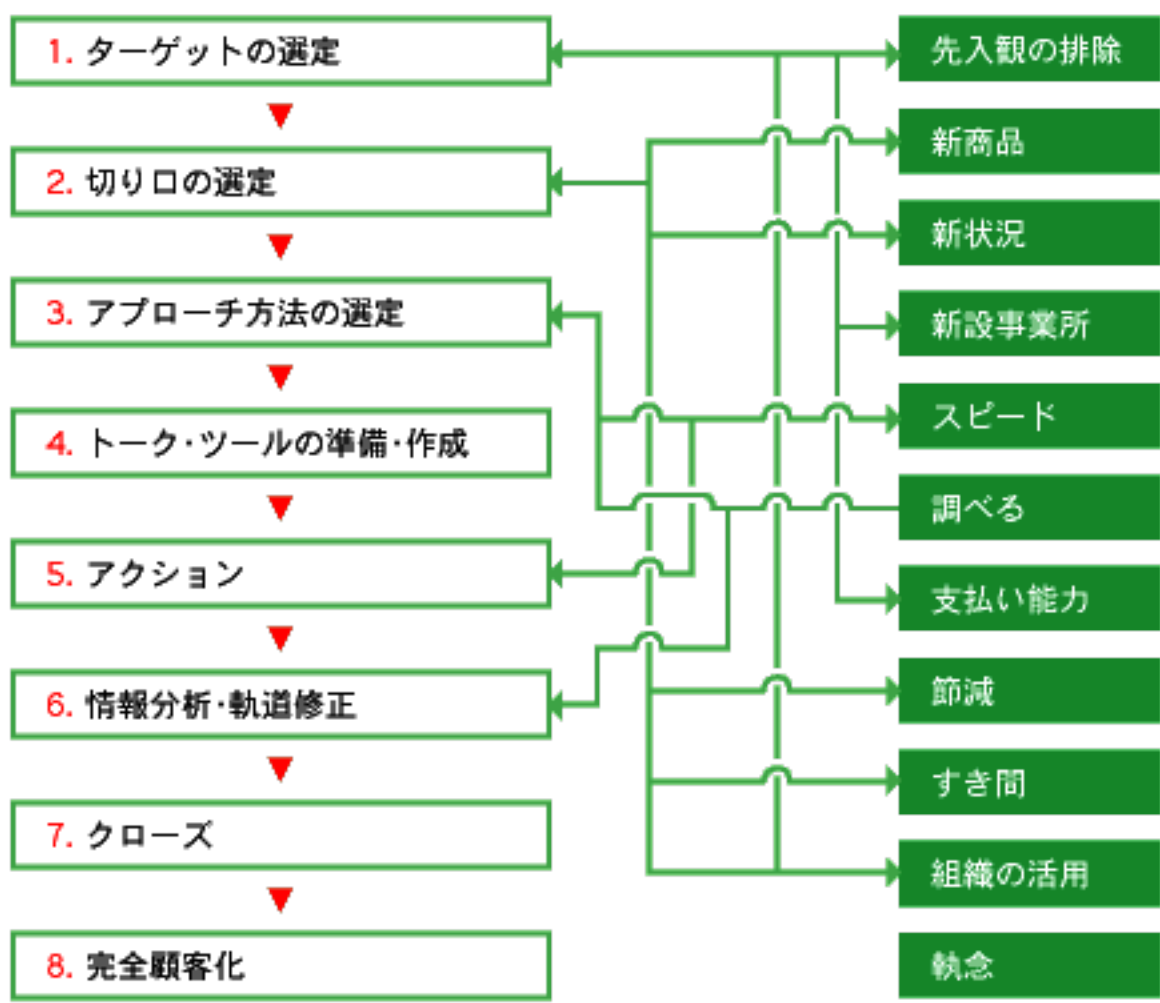 1. ターゲットの選定
2. 切り口の選定
3. アプローチ方法の選定
4. トーク・ツールの準備・作成
5. アクション
6. 情報分析・軌道修正
7. クローズ
8. 完全顧客化
先入観の排除
新商品
新状況
新設事業所
スピード
調べる
支払い能力
節減
すき間
組織の活用
執念